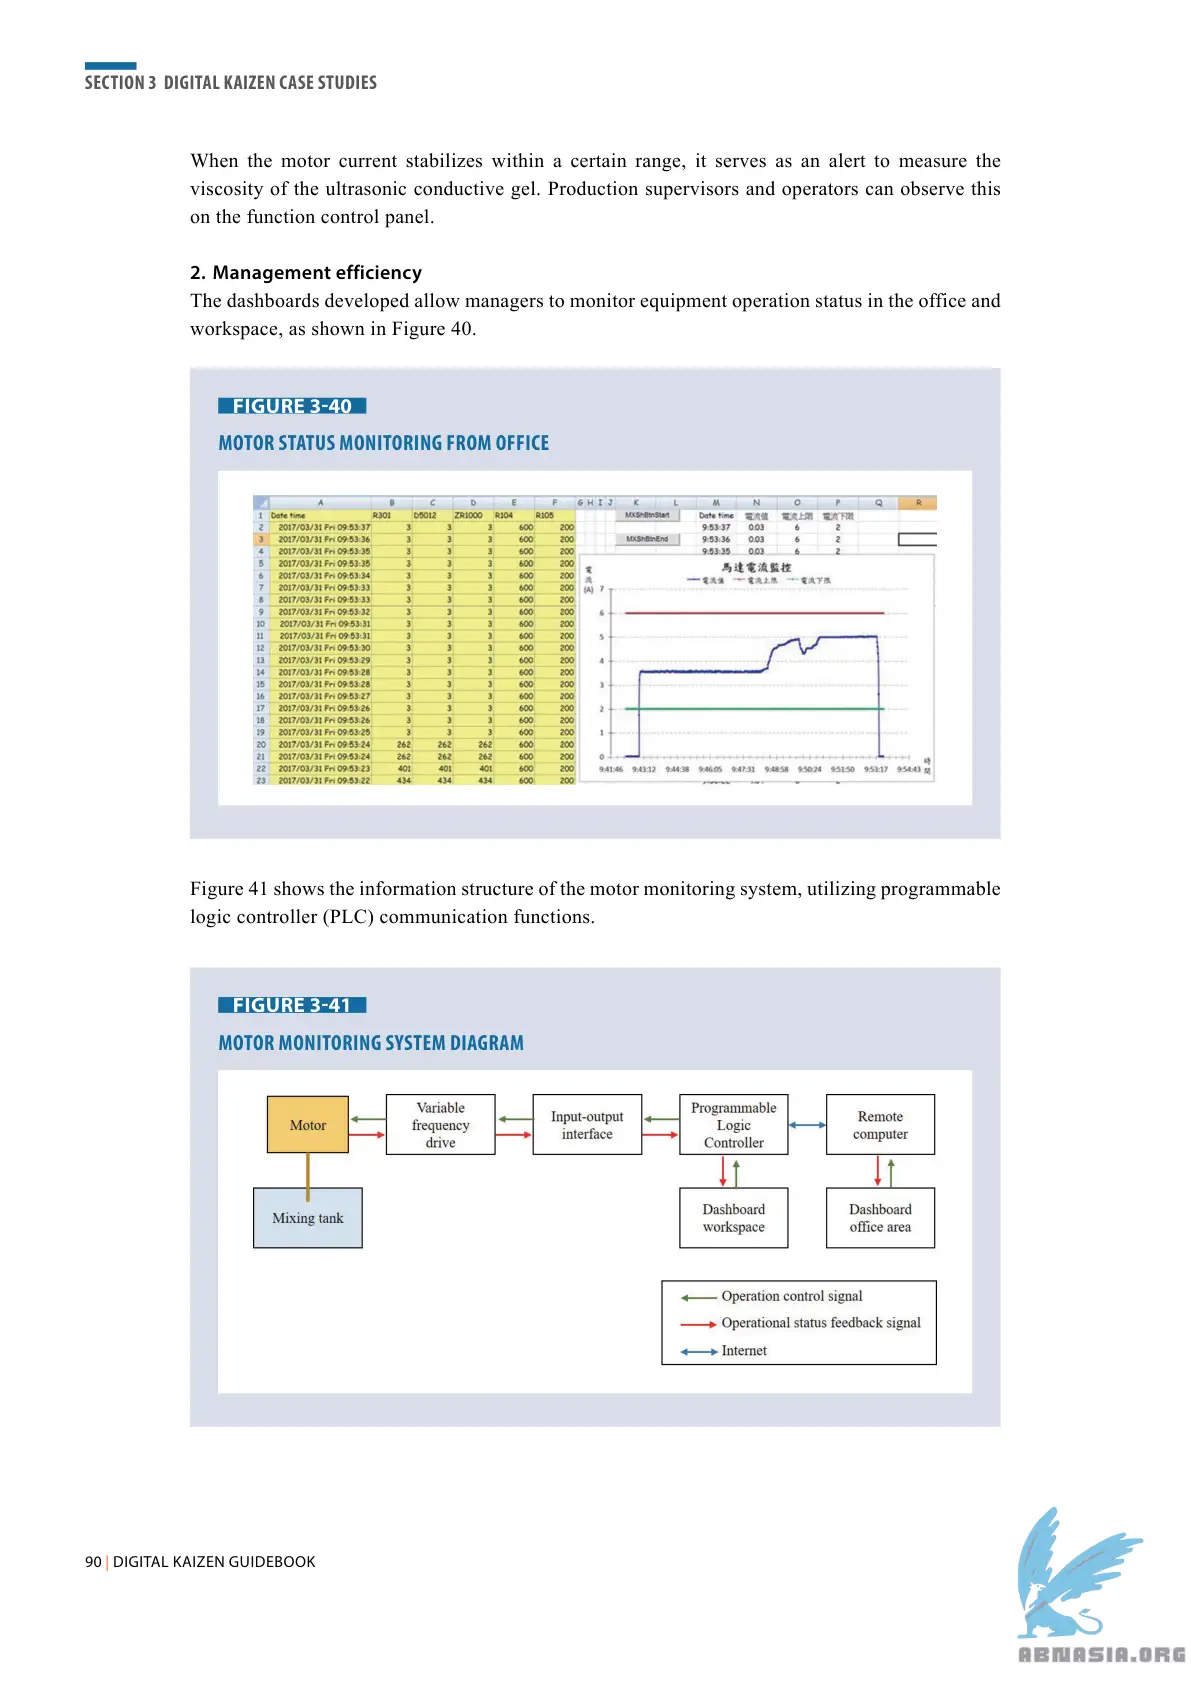 SECTION 3 DIGITAL KAIZEN CASE STUDIES
When the motor current stabilizes within a certain range, it serves as an alert to measure the
viscosity of the ultrasonic conductive gel. Production supervisors and operators can observe this
on the function control panel.
2. Management efficiency
The dashboards developed allow managers to monitor equipment operation status in the office and
workspace, as shown in Figure 40.
FIGURE 3-40
MOTOR STATUS MONITORING FROM OFFICE
A B C D E F G H I J K L M N O P Q R
1 Date time R301 D5012 ZR1000 R104 R105 MXShBtnStart Date time 電流值 電流上限 電流下限
2 2017/03/31 Fri 09:53:37 3 3 3 600 200 9:53:37 0.03 6 2
3 2017/03/31 Fri 09:53:36 3 3 3 600 200 MXShBtnEnd 9:53:36 0.03 6 2
4 2017/03/31 Fri 09:53:35 3 3 3 600 200 9:53:35 0.03 6 2
5 2017/03/31 Fri 09:53:35 3 3 3 600 200
6 2017/03/31 Fri 09:53:34 3 3 3 600 200
7 2017/03/31 Fri 09:53:33 3 3 3 600 200
8 2017/03/31 Fri 09:53:33 3 3 3 600 200
9 2017/03/31 Fri 09:53:32 3 3 3 600 200
10 2017/03/31 Fri 09:53:31 3 3 3 600 200
11 2017/03/31 Fri 09:53:31 3 3 3 600 200
12 2017/03/31 Fri 09:53:30 3 3 3 600 200
13 2017/03/31 Fri 09:53:29 3 3 3 600 200
14 2017/03/31 Fri 09:53:28 3 3 3 600 200
15 2017/03/31 Fri 09:53:28 3 3 3 600 200
16 2017/03/31 Fri 09:53:27 3 3 3 600 200
17 2017/03/31 Fri 09:53:26 3 3 3 600 200
18 2017/03/31 Fri 09:53:26 3 3 3 600 200
19 2017/03/31 Fri 09:53:25 3 3 3 600 200
20 2017/03/31 Fri 09:53:24 262 262 262 600 200
21 2017/03/31 Fri 09:53:24 262 262 262 600 200
22 2017/03/31 Fri 09:53:23 401 401 401 600 200
23 2017/03/31 Fri 09:53:22 434 434 434 600 200
馬達電流監控
電流值 電流上限 電流下限
電流(A)
7
6
5
4
3
2
1
0
9:41:46 9:43:12 9:44:38 9:46:05 9:47:31 9:48:58 9:50:24 9:51:50 9:53:17 9:54:43
時間
Figure 41 shows the information structure of the motor monitoring system, utilizing programmable
logic controller (PLC) communication functions.
FIGURE 3-41
MOTOR MONITORING SYSTEM DIAGRAM
Motor
Variable
frequency
drive
Input-output
interface
Programmable
Logic
Controller
Remote
computer
Mixing tank
Dashboard
workspace
Dashboard
office area
Operation control signal
Operational status feedback signal
Internet
90 | DIGITAL KAIZEN GUIDEBOOK
ABNASIA.ORG